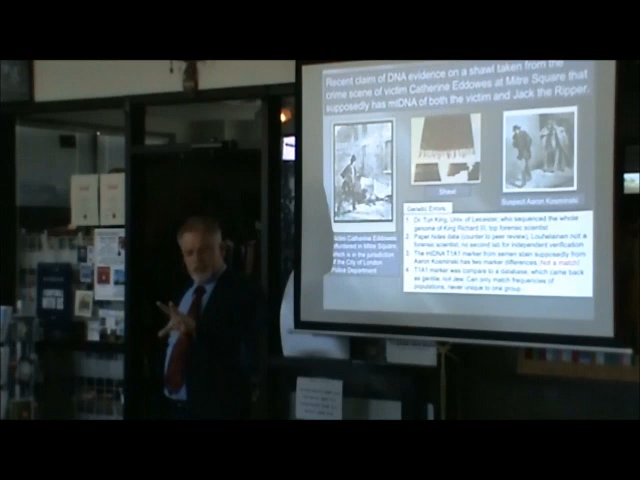 Recent claim of DNA evidence on a shawl taken from the
crime scene of victim Catherine Eddowes at Mitre Square that
supposedly has mtDNA of both the victim and Jack the Ripper.
Shawl
Suspect Aaron Kosminski
Victim Catherine Eddowes
Murdered in Mitre Square,
which is in the jurisdiction
of the City of London
Police Department
Genetic Errors
1. Dr. Turi King, Univ. of Leicester, who sequenced the whole
genome of King Richard III, top forensic scientist
2. Paper hides data (counter to peer review), Louhelainen not a
forensic scientist, no second lab for independent verification
3. The mtDNA T1A1 marker from semen stain supposedly from
Aaron Kosminski has two marker differences. Not a match!
4. T1A1 marker was compare to a database, which came back
as gentile, not Jew. Can only match frequencies of
populations, never unique to one group.